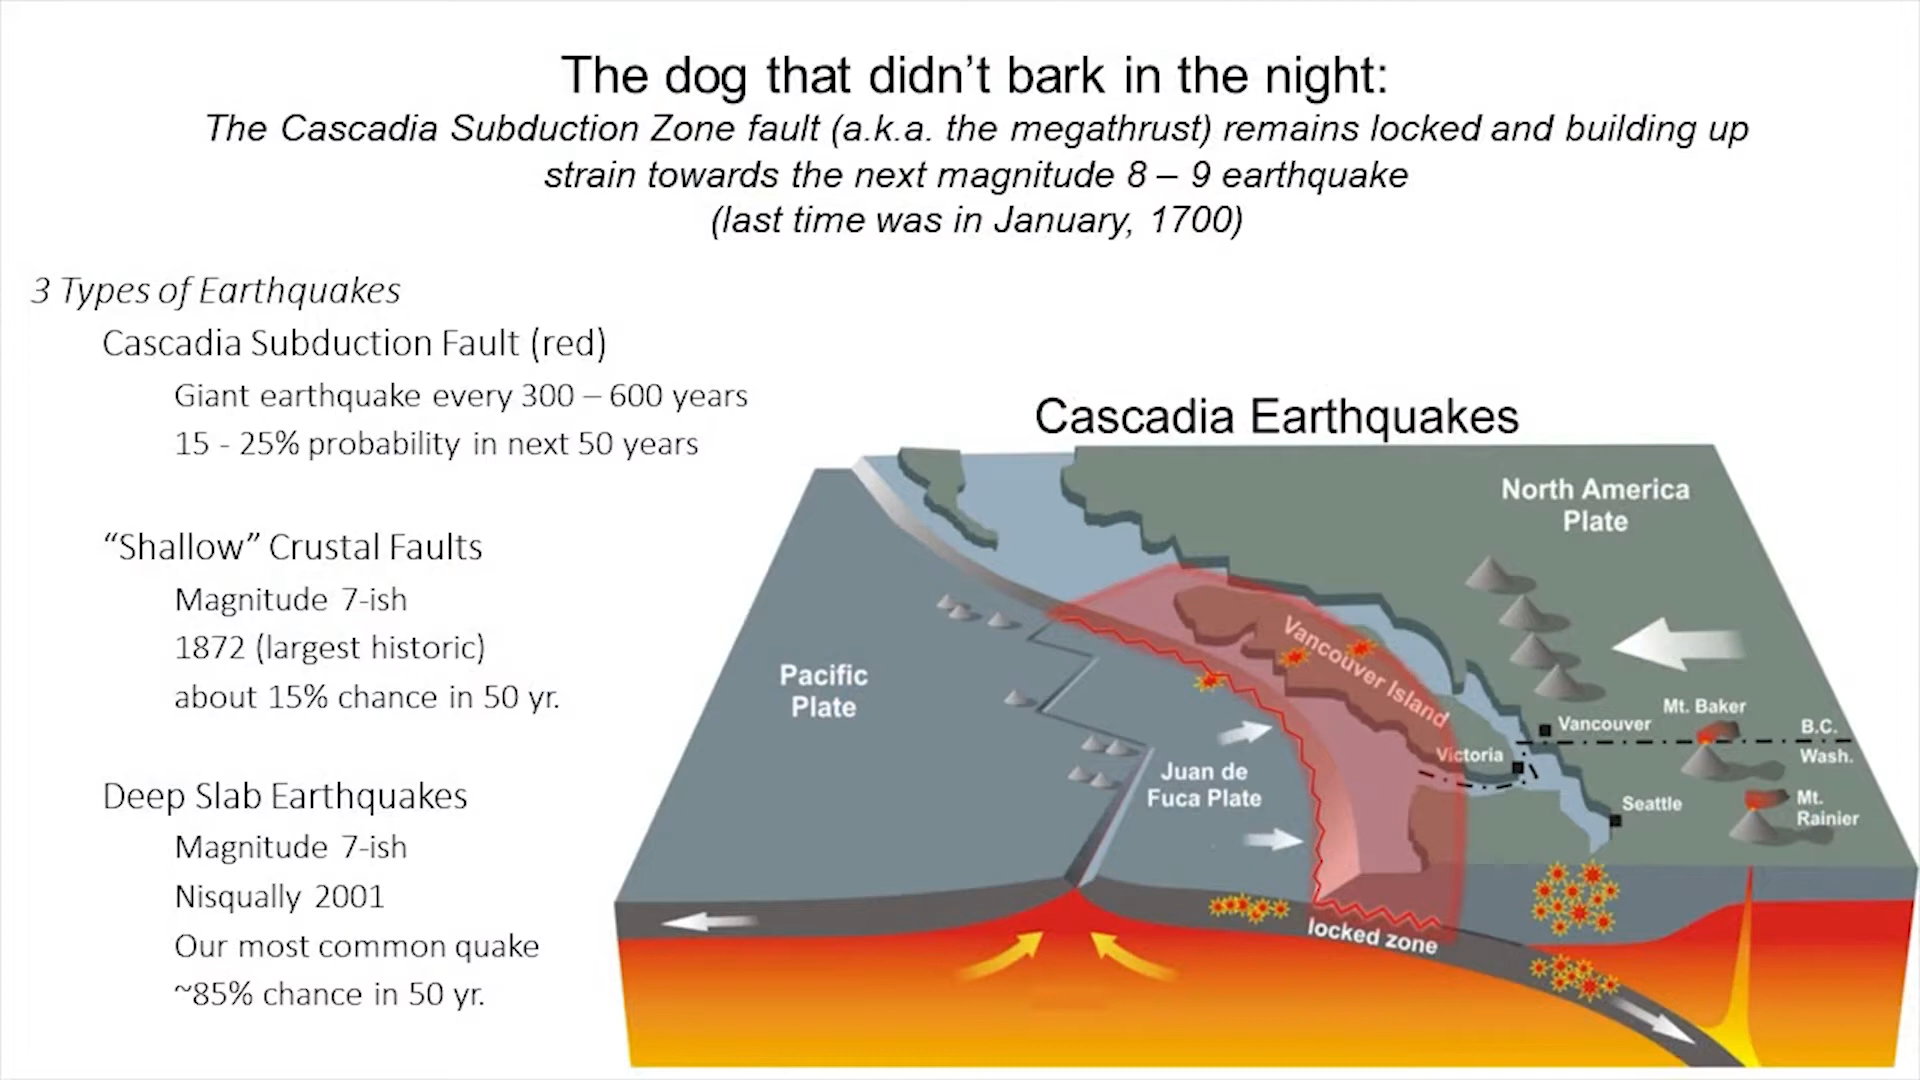 The dog that didn’t bark in the night:
The Cascadia Subduction Zone fault (a.k.a. the megathrust) remains locked and building up
strain towards the next magnitude 8 – 9 earthquake
(last time was in January, 1700)
3 Types of Earthquakes
Cascadia Subduction Fault (red)
Giant earthquake every 300 – 600 years
15 - 25% probability in next 50 years
“Shallow” Crustal Faults
Magnitude 7-ish
1872 (largest historic)
about 15% chance in 50 yr.
Deep Slab Earthquakes
Magnitude 7-ish
Nisqually 2001
Our most common quake
~85% chance in 50 yr.
Cascadia Earthquakes
North America
Plate
Pacific
Plate
Vancouver Island
Juan de
Fuca Plate
Victoria
Vancouver
Mt. Baker
B.C.
Wash.
Seattle
Mt.
Rainier
locked zone